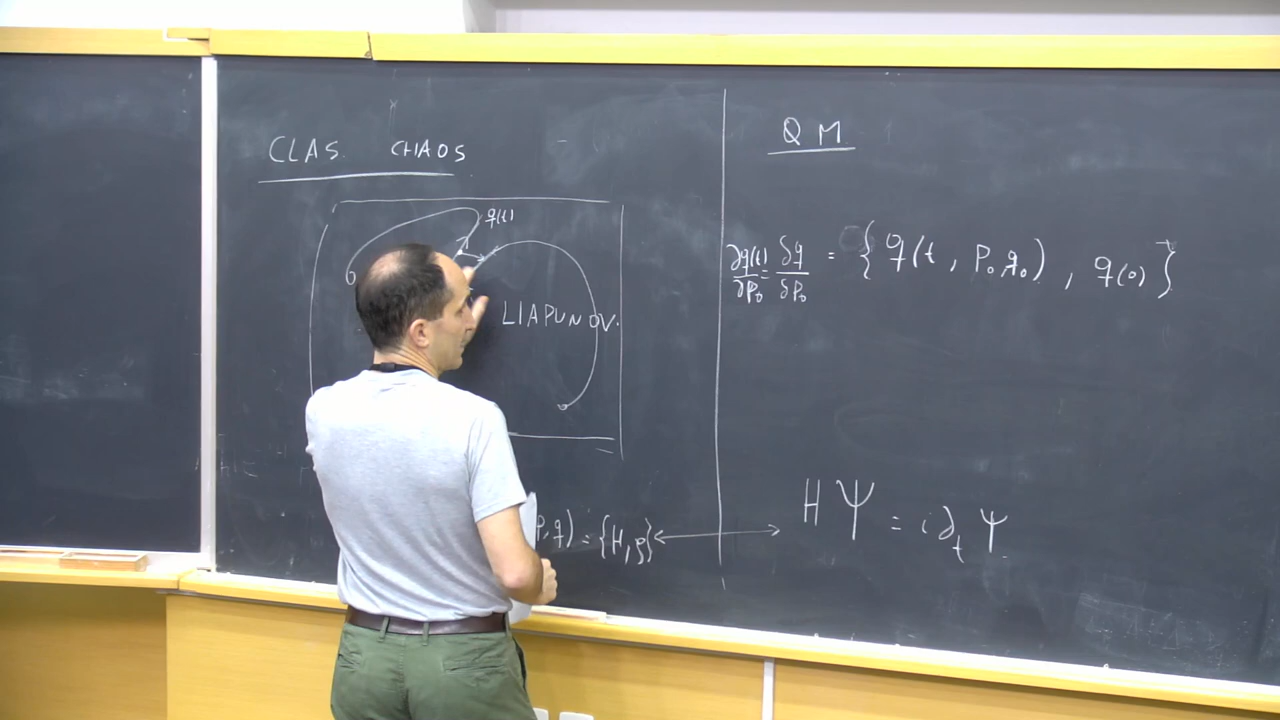 CLAS. CHAOS
q(t)
LIAPUNOV.
p,q) = {H,ρ}
QM
∂q(t)/∂p₀ = δq/δp₀ = { q(t, p₀,q₀), q(0) }
HΨ = i∂ₜΨ.